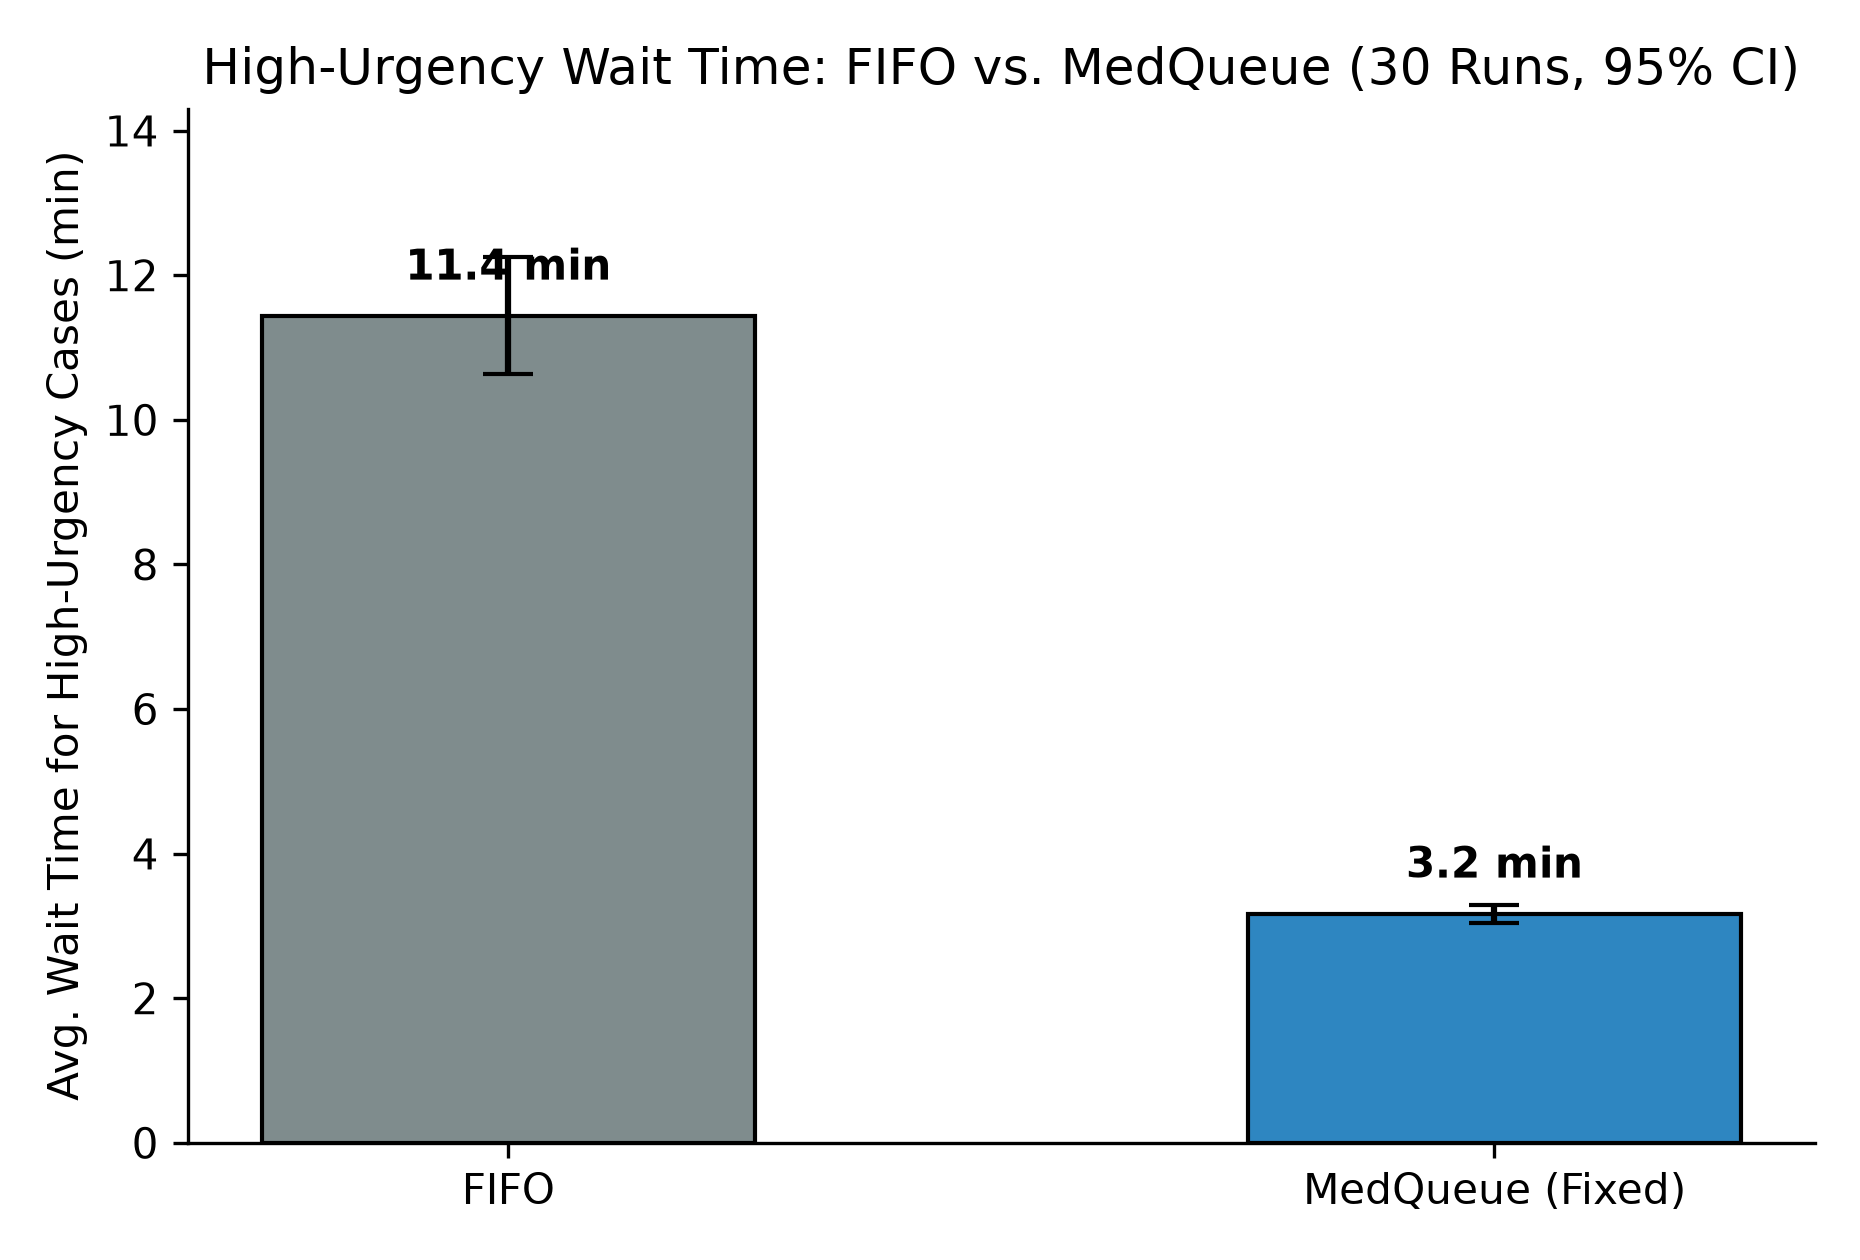 High-Urgency Wait Time: FIFO vs. MedQueue (30 Runs, 95% CI)
Avg. Wait Time for High-Urgency Cases (min)
14
12
10
8
6
4
2
0
11.4 min
3.2 min
FIFO
MedQueue (Fixed)